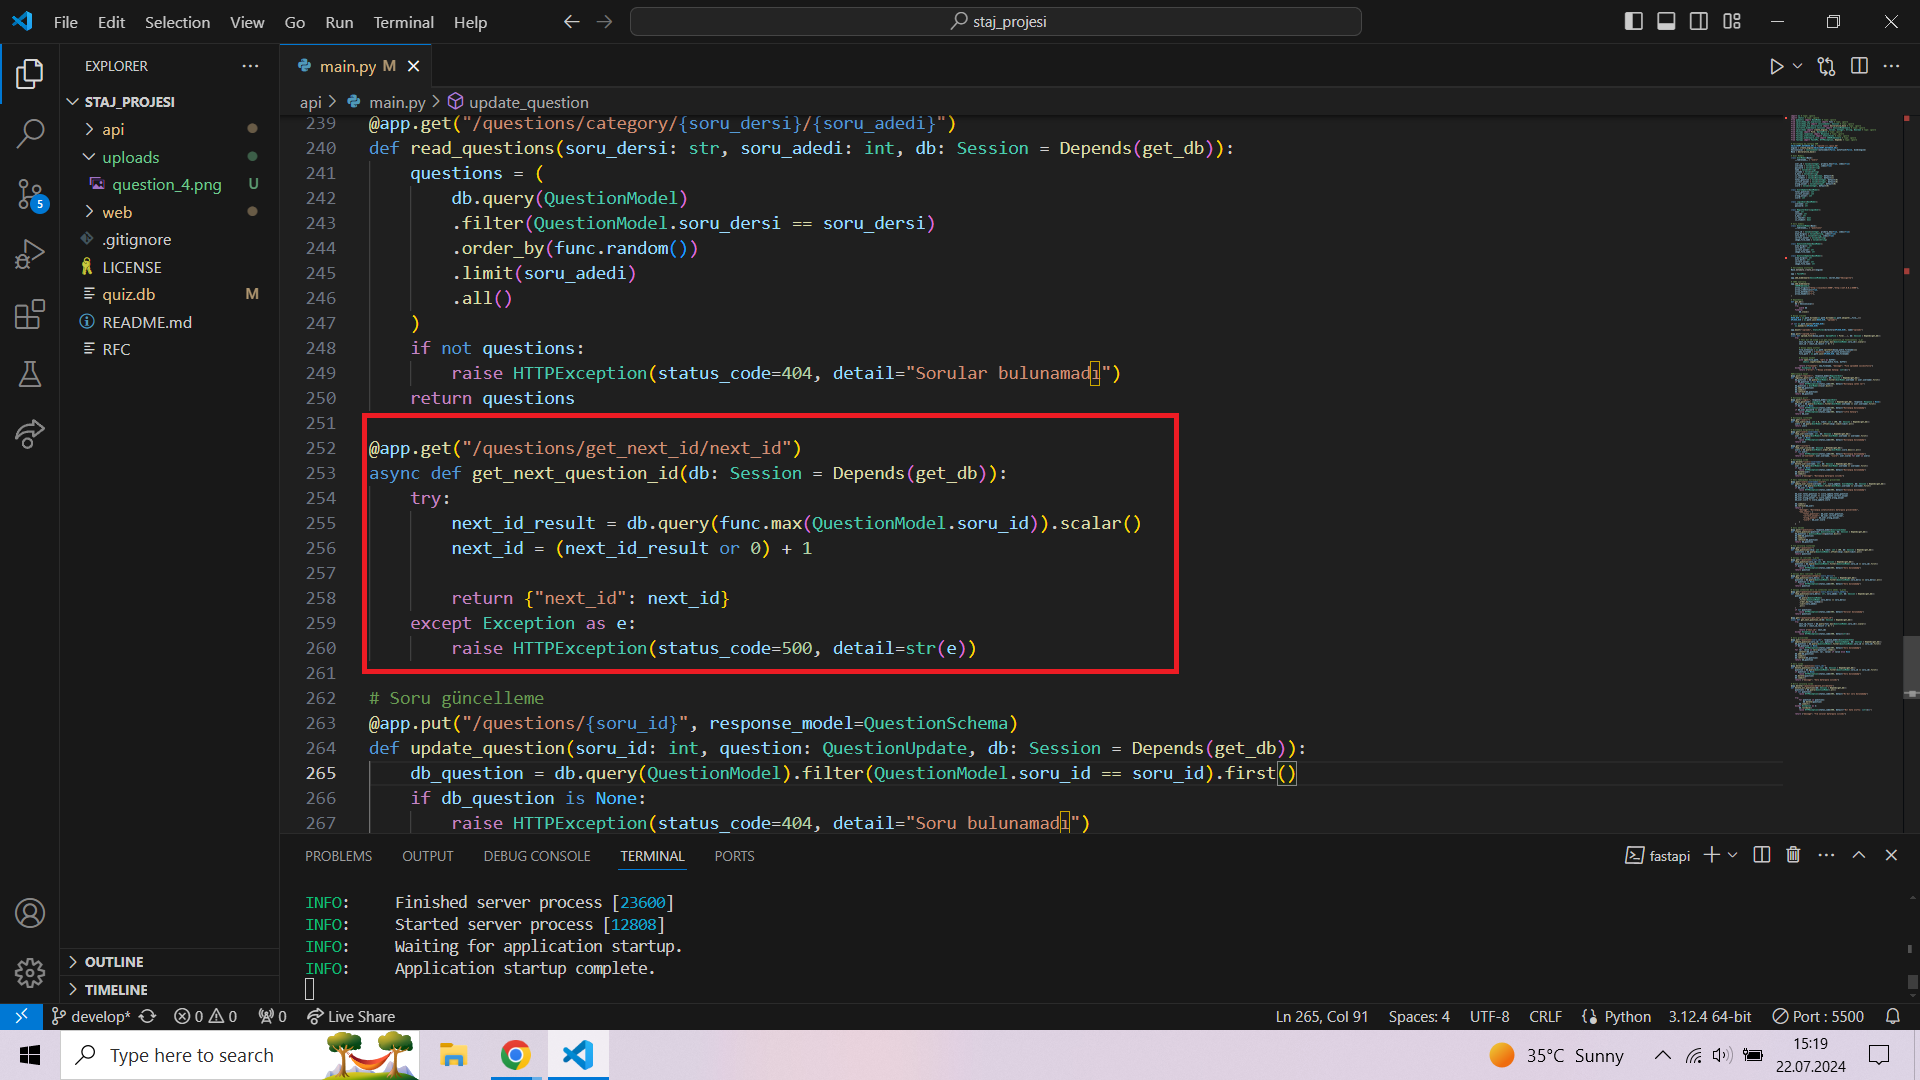 File Edit Selection View Go Run Terminal Help
staj_projesi
EXPLORER
main.py M
STAJ_PROJESI
api
uploads
question_4.png U
web
.gitignore
LICENSE
quiz.db M
README.md
RFC
OUTLINE
TIMELINE
5
api > main.py > update_question
239 @app.get("/questions/category/{soru_dersi}/{soru_adedi}")
240 def read_questions(soru_dersi: str, soru_adedi: int, db: Session = Depends(get_db)):
241 questions = (
242 db.query(QuestionModel)
243 .filter(QuestionModel.soru_dersi == soru_dersi)
244 .order_by(func.random())
245 .limit(soru_adedi)
246 .all()
247 )
248 if not questions:
249 raise HTTPException(status_code=404, detail="Sorular bulunamadı")
250 return questions
251
252 @app.get("/questions/get_next_id/next_id")
253 async def get_next_question_id(db: Session = Depends(get_db)):
254 try:
255 next_id_result = db.query(func.max(QuestionModel.soru_id)).scalar()
256 next_id = (next_id_result or 0) + 1
257
258 return {"next_id": next_id}
259 except Exception as e:
260 raise HTTPException(status_code=500, detail=str(e))
261
262 # Soru güncelleme
263 @app.put("/questions/{soru_id}", response_model=QuestionSchema)
264 def update_question(soru_id: int, question: QuestionUpdate, db: Session = Depends(get_db)):
265 db_question = db.query(QuestionModel).filter(QuestionModel.soru_id == soru_id).first()
266 if db_question is None:
267 raise HTTPException(status_code=404, detail="Soru bulunamadı")
PROBLEMS OUTPUT DEBUG CONSOLE TERMINAL PORTS
fastapi
INFO: Finished server process [23600]
INFO: Started server process [12808]
INFO: Waiting for application startup.
INFO: Application startup complete.
develop* 0 0 0 Live Share
Ln 265, Col 91 Spaces: 4 UTF-8 CRLF Python 3.12.4 64-bit Port : 5500
Type here to search
35°C Sunny
15:19
22.07.2024